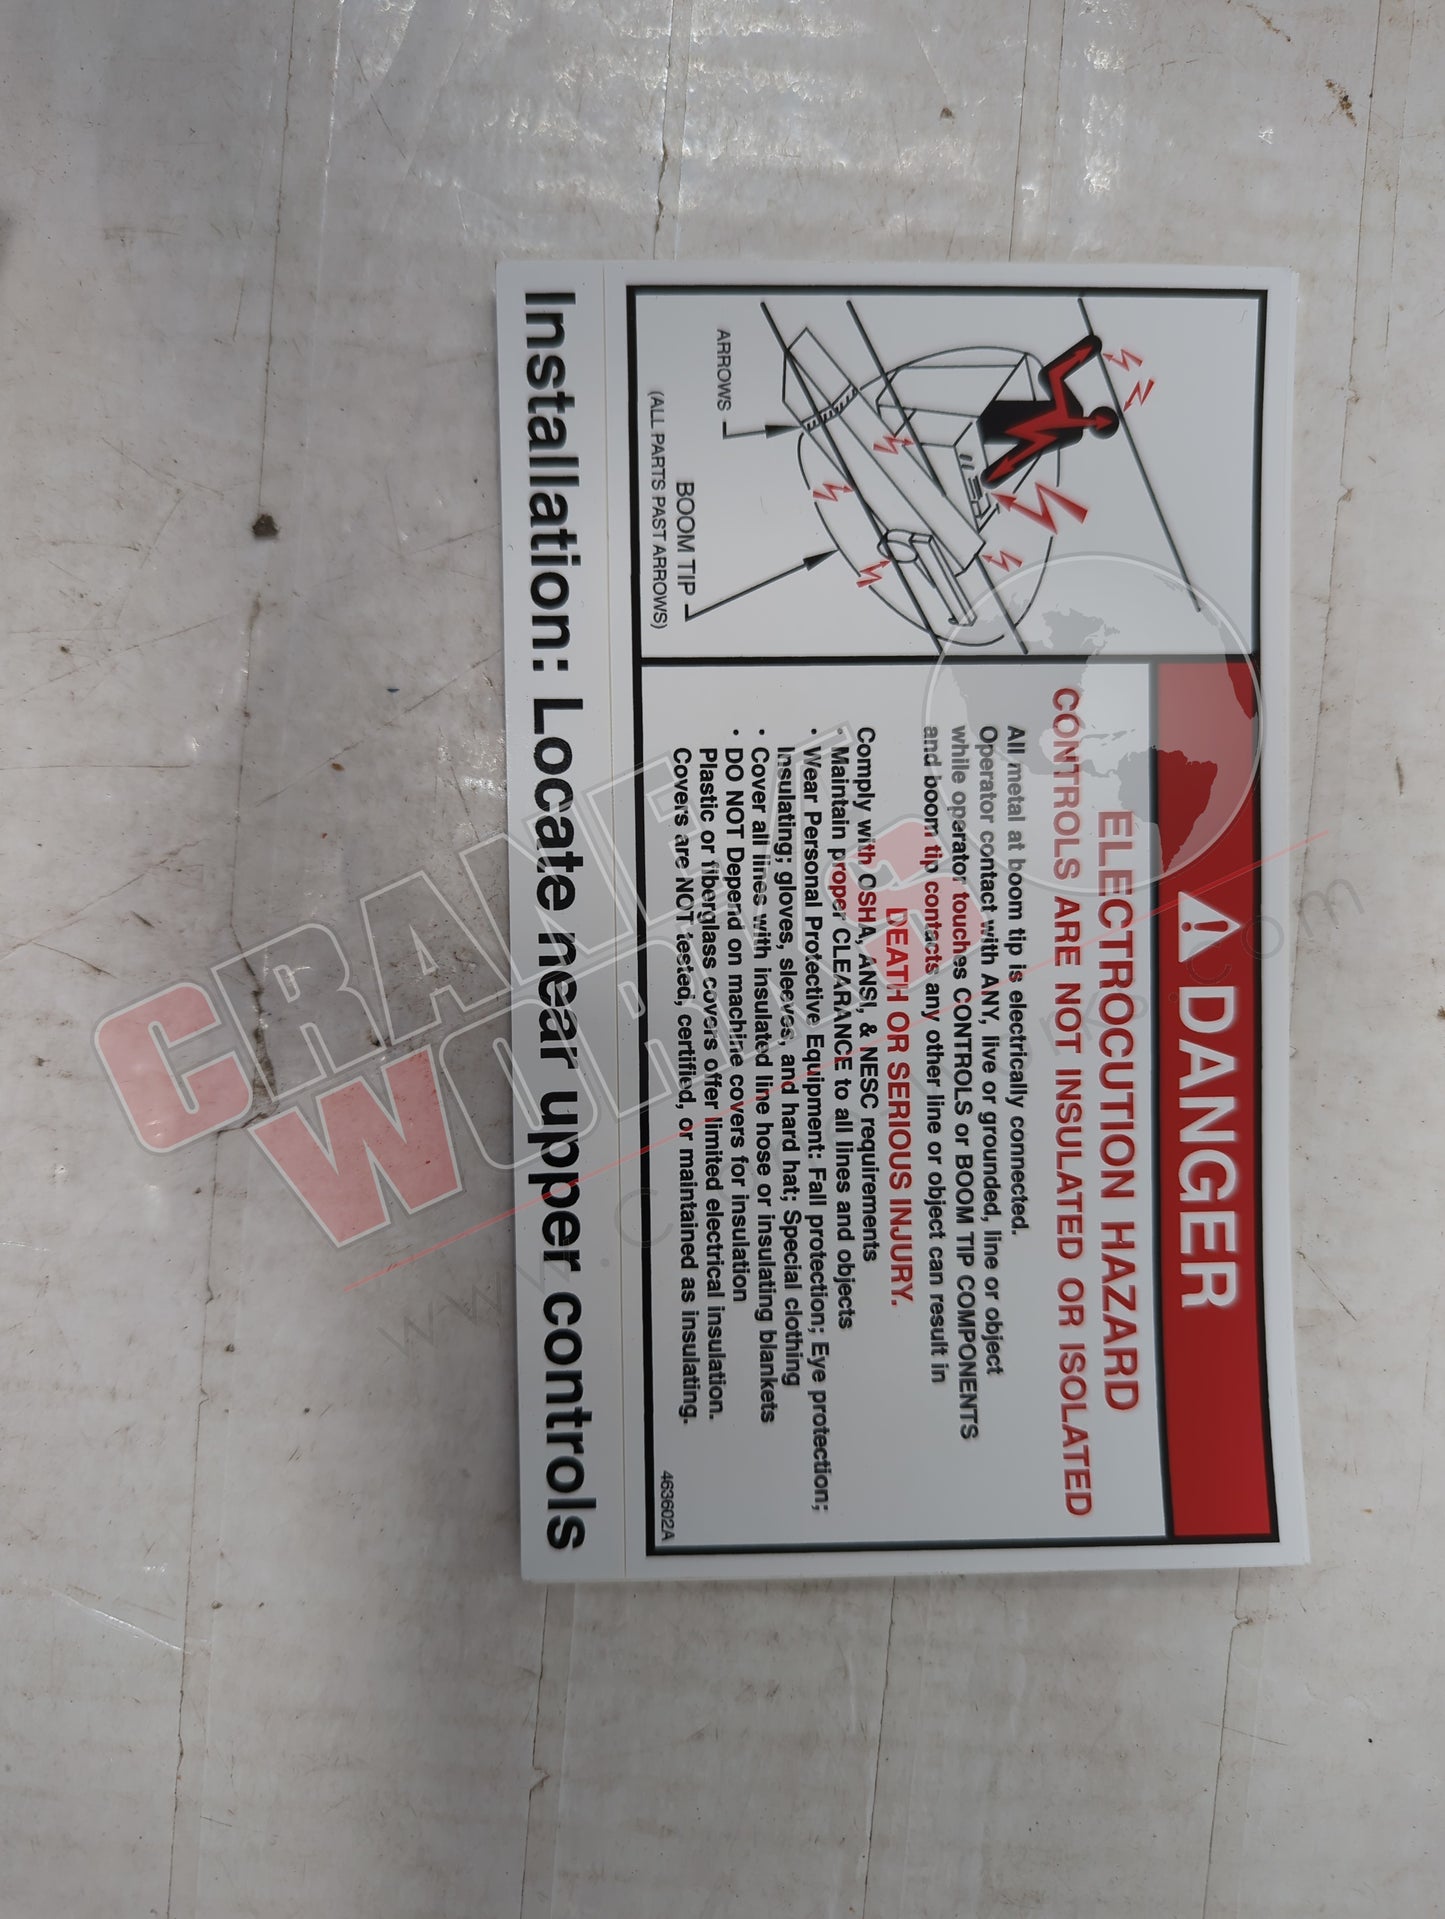 ⚠ DANGER
ELECTROCUTION HAZARD
CONTROLS ARE NOT INSULATED OR ISOLATED
All metal at boom tip is electrically connected.
Operator contact with ANY, live or grounded, line or object
while operator touches CONTROLS or BOOM TIP COMPONENTS
and boom tip contacts any other line or object can result in
DEATH OR SERIOUS INJURY.
Comply with OSHA, ANSI, & NESC requirements
• Maintain proper CLEARANCE to all lines and objects
• Wear Personal Protective Equipment: Fall protection; Eye protection;
Insulating; gloves, sleeves, and hard hat; Special clothing
• Cover all lines with insulated line hose or insulating blankets
• DO NOT Depend on machine covers for insulation
Plastic or fiberglass covers offer limited electrical insulation.
Covers are NOT tested, certified, or maintained as insulating.
463602A
ARROWS
BOOM TIP
(ALL PARTS PAST ARROWS)
Installation: Locate near upper controls
CRANE
WORKS